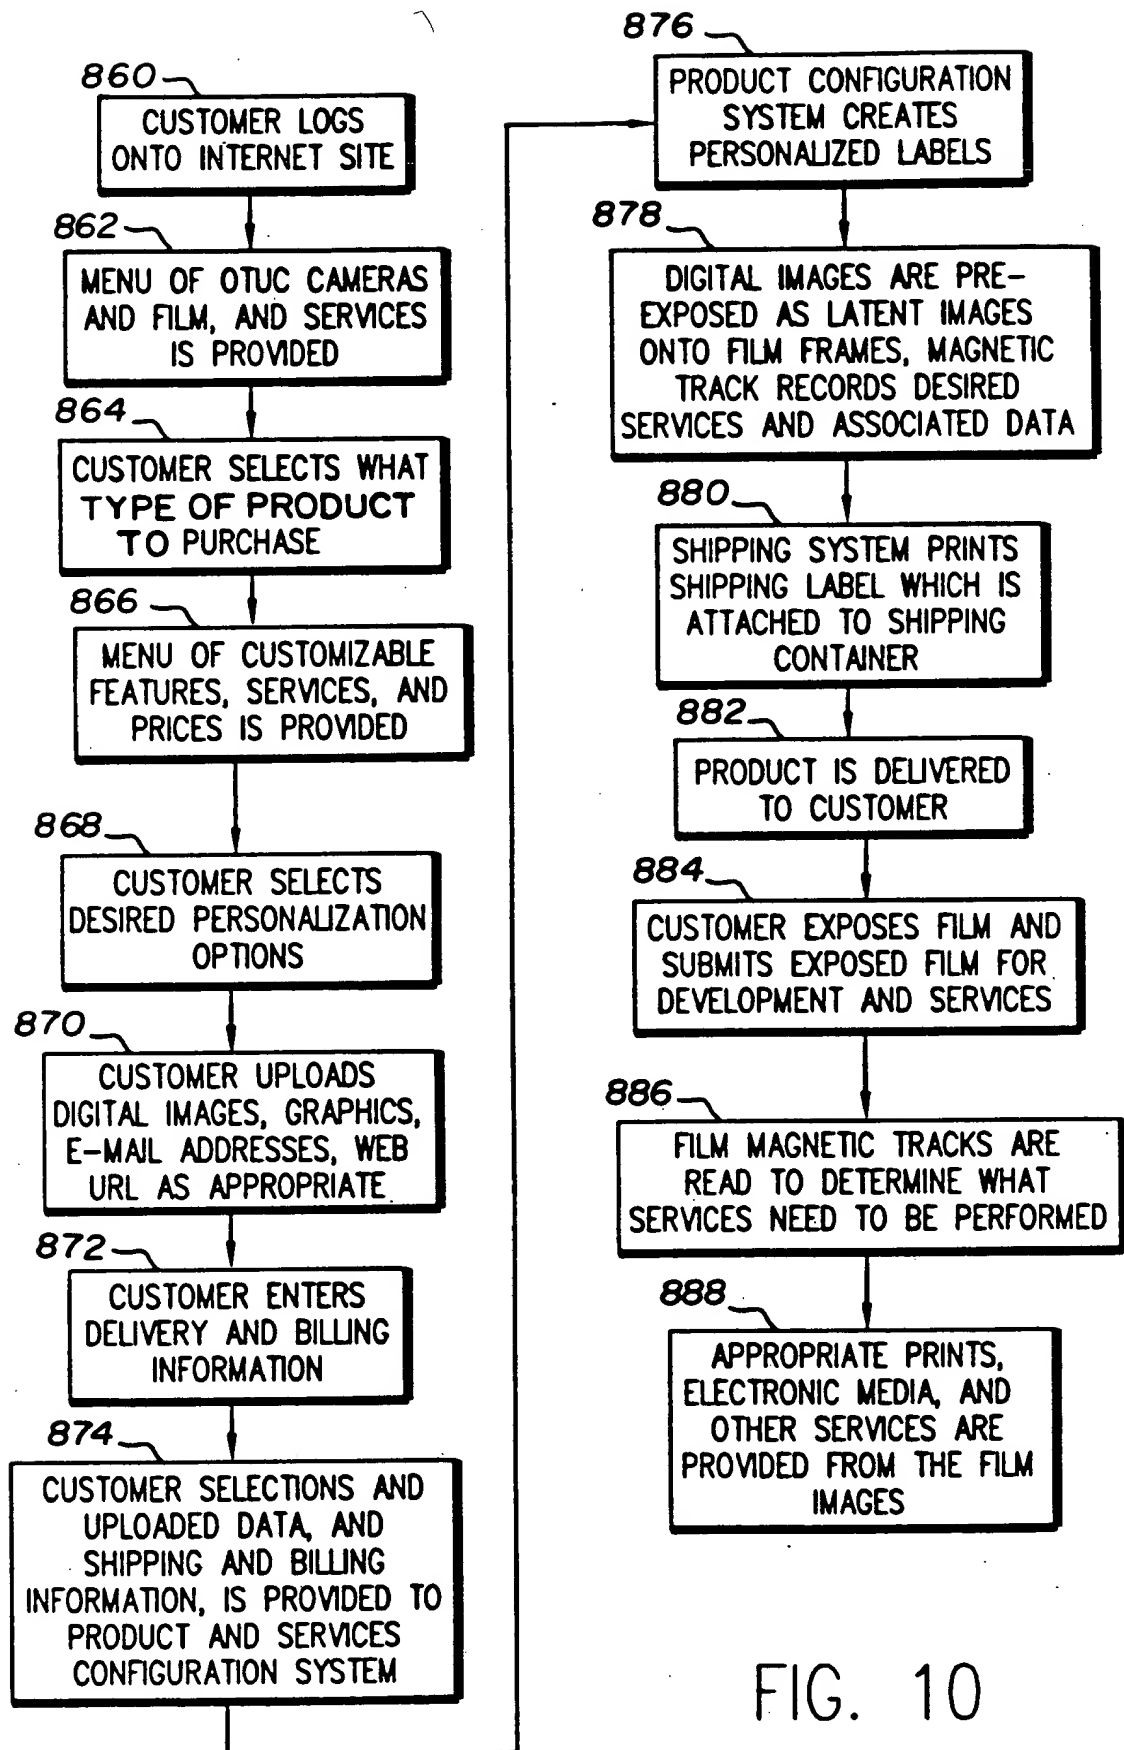 860
CUSTOMER LOGS
ONTO INTERNET SITE
862
MENU OF OTUC CAMERAS
AND FILM, AND SERVICES
IS PROVIDED
864
CUSTOMER SELECTS WHAT
TYPE OF PRODUCT
TO PURCHASE
866
MENU OF CUSTOMIZABLE
FEATURES, SERVICES, AND
PRICES IS PROVIDED
868
CUSTOMER SELECTS
DESIRED PERSONALIZATION
OPTIONS
870
CUSTOMER UPLOADS
DIGITAL IMAGES, GRAPHICS,
E-MAIL ADDRESSES, WEB
URL AS APPROPRIATE
872
CUSTOMER ENTERS
DELIVERY AND BILLING
INFORMATION
874
CUSTOMER SELECTIONS AND
UPLOADED DATA, AND
SHIPPING AND BILLING
INFORMATION, IS PROVIDED TO
PRODUCT AND SERVICES
CONFIGURATION SYSTEM
876
PRODUCT CONFIGURATION
SYSTEM CREATES
PERSONALIZED LABELS
878
DIGITAL IMAGES ARE PRE-
EXPOSED AS LATENT IMAGES
ONTO FILM FRAMES, MAGNETIC
TRACK RECORDS DESIRED
SERVICES AND ASSOCIATED DATA
880
SHIPPING SYSTEM PRINTS
SHIPPING LABEL WHICH IS
ATTACHED TO SHIPPING
CONTAINER
882
PRODUCT IS DELIVERED
TO CUSTOMER
884
CUSTOMER EXPOSES FILM AND
SUBMITS EXPOSED FILM FOR
DEVELOPMENT AND SERVICES
886
FILM MAGNETIC TRACKS ARE
READ TO DETERMINE WHAT
SERVICES NEED TO BE PERFORMED
888
APPROPRIATE PRINTS,
ELECTRONIC MEDIA, AND
OTHER SERVICES ARE
PROVIDED FROM THE FILM
IMAGES
FIG. 10